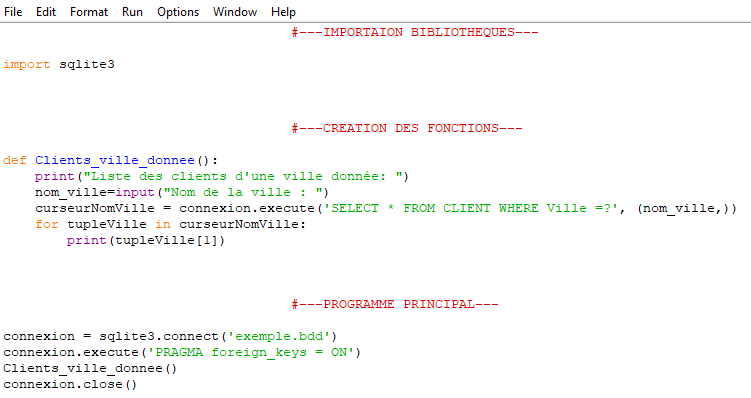 File Edit Format Run Options Window Help
#---IMPORTAION BIBLIOTHEQUES---
import sqlite3
#---CREATION DES FONCTIONS---
def Clients_ville_donnee():
print("Liste des clients d'une ville donnée: ")
nom_ville=input("Nom de la ville : ")
curseurNomVille = connexion.execute('SELECT * FROM CLIENT WHERE Ville =?', (nom_ville,))
for tupleVille in curseurNomVille:
print(tupleVille[1])
#---PROGRAMME PRINCIPAL---
connexion = sqlite3.connect('exemple.bdd')
connexion.execute('PRAGMA foreign_keys = ON')
Clients_ville_donnee()
connexion.close()